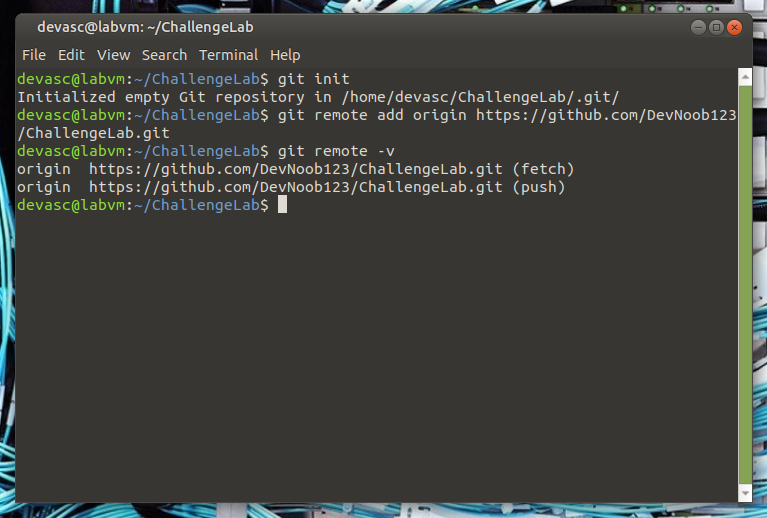 devasc@labvm: ~/ChallengeLab
File Edit View Search Terminal Help
devasc@labvm:~/ChallengeLab$ git init
Initialized empty Git repository in /home/devasc/ChallengeLab/.git/
devasc@labvm:~/ChallengeLab$ git remote add origin https://github.com/DevNoob123
/ChallengeLab.git
devasc@labvm:~/ChallengeLab$ git remote -v
origin  https://github.com/DevNoob123/ChallengeLab.git (fetch)
origin  https://github.com/DevNoob123/ChallengeLab.git (push)
devasc@labvm:~/ChallengeLab$